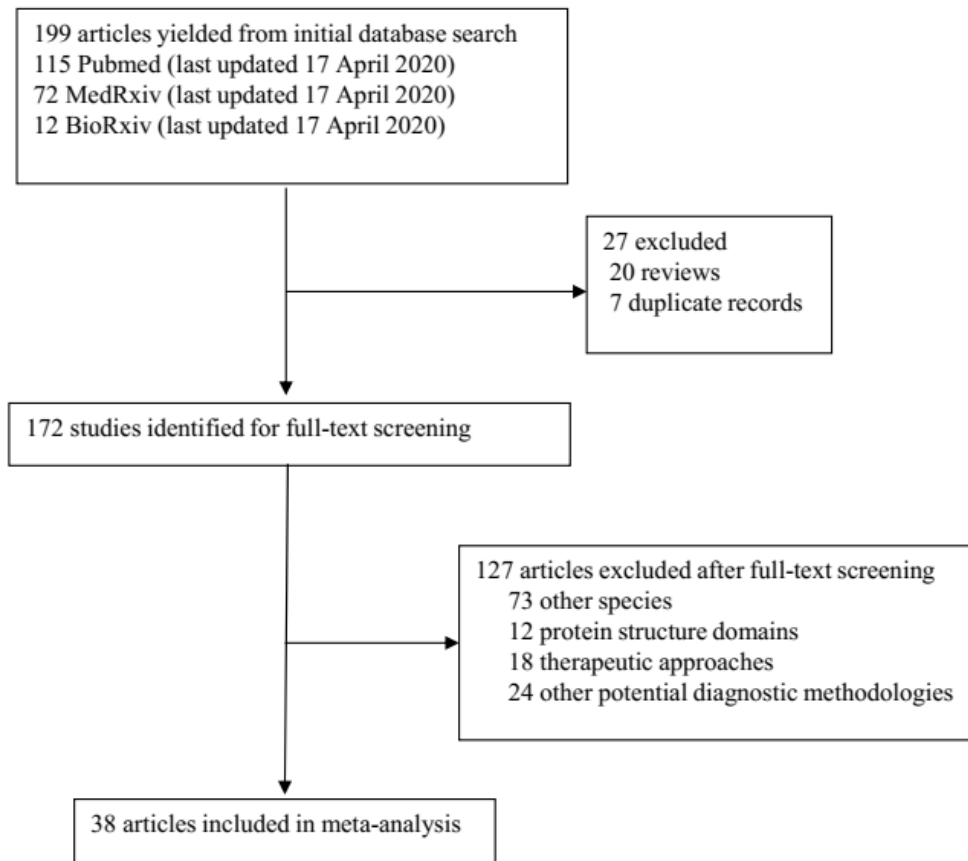 199 articles yielded from initial database search
115 Pubmed (last updated 17 April 2020)
72 MedRxiv (last updated 17 April 2020)
12 BioRxiv (last updated 17 April 2020)
27 excluded
20 reviews
7 duplicate records
172 studies identified for full-text screening
127 articles excluded after full-text screening
73 other species
12 protein structure domains
18 therapeutic approaches
24 other potential diagnostic methodologies
38 articles included in meta-analysis